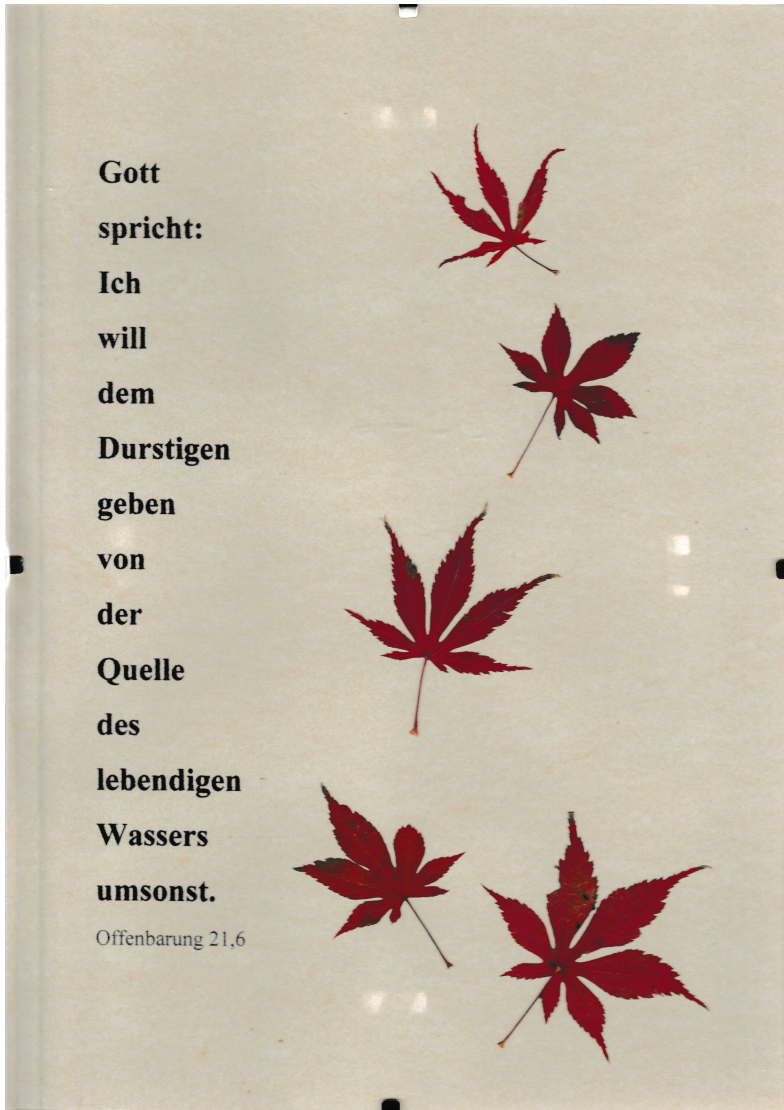 Gott
spricht:
Ich
will
dem
Durstigen
geben
von
der
Quelle
des
lebendigen
Wassers
umsonst.
Offenbarung 21,6